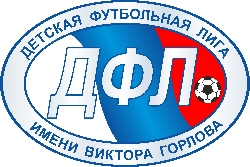 ДЕТСКАЯ ФУТБОЛЬНАЯ ЛИГА
ДФЛ
ИМЕНИ ВИКТОРА ГОРЛОВА